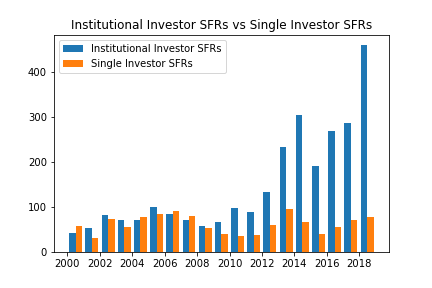 Institutional Investor SFRs vs Single Investor SFRs
Institutional Investor SFRs
Single Investor SFRs
400
300
200
100
0
2000 2002 2004 2006 2008 2010 2012 2014 2016 2018